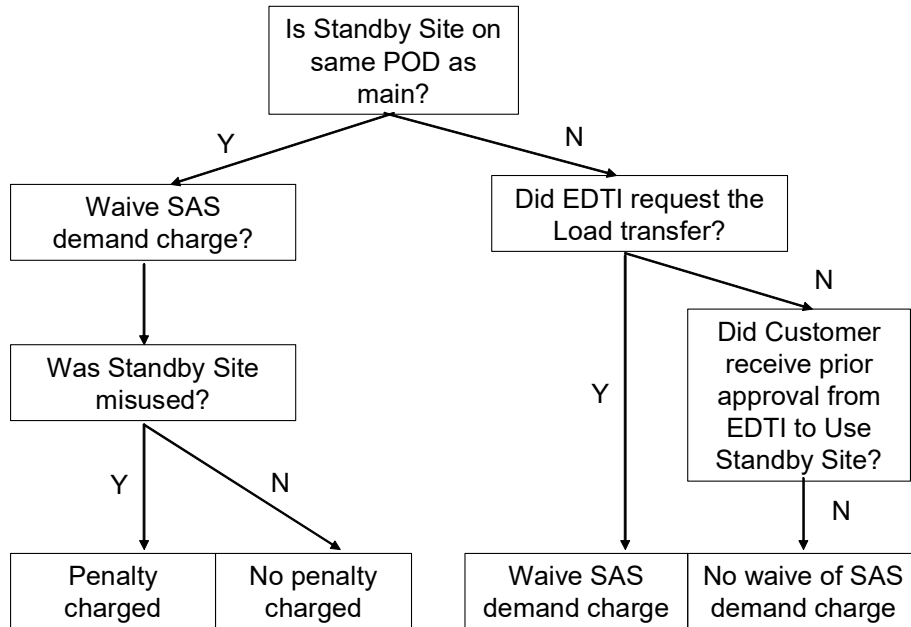 Is Standby Site on
same POD as
main?
Y
N
Waive SAS
demand charge?
Did EDTI request the
Load transfer?
N
Did Customer
receive prior
approval from
EDTI to Use
Standby Site?
Was Standby Site
misused?
Y
Y
N
N
Penalty
charged
No penalty
charged
Waive SAS
demand charge
No waive of SAS
demand charge